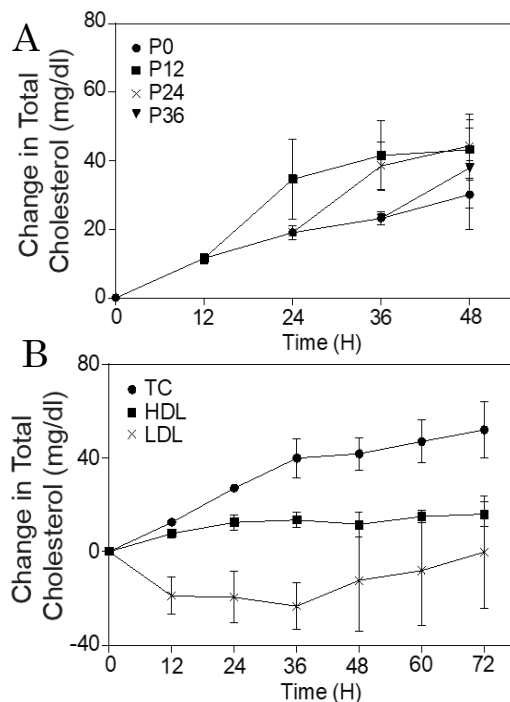 A
80
60
40
20
0
Change in Total
Cholesterol (mg/dl)
P0
P12
P24
P36
0 12 24 36 48
Time (H)
B
80
40
0
-40
Change in Total
Cholesterol (mg/dl)
TC
HDL
LDL
0 12 24 36 48 60 72
Time (H)